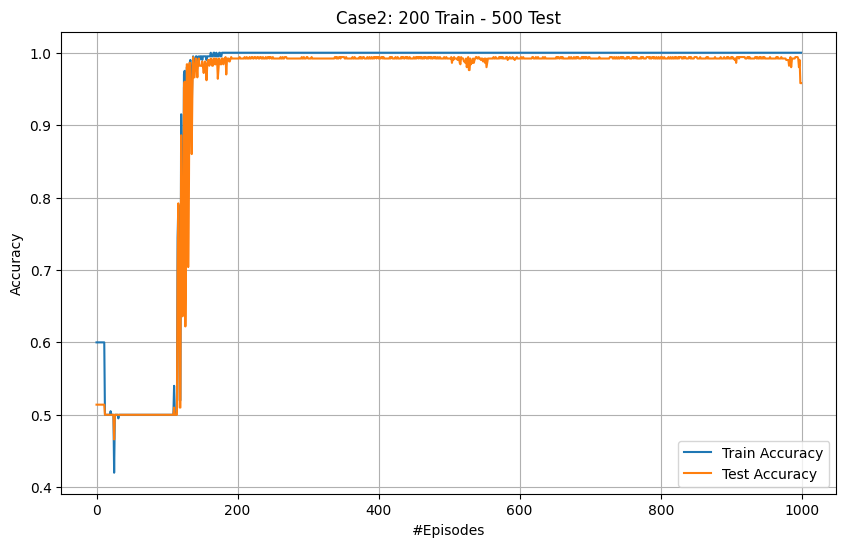 Case2: 200 Train - 500 Test
Accuracy
1.0
0.9
0.8
0.7
0.6
0.5
0.4
0
200
400
600
800
1000
#Episodes
Train Accuracy
Test Accuracy